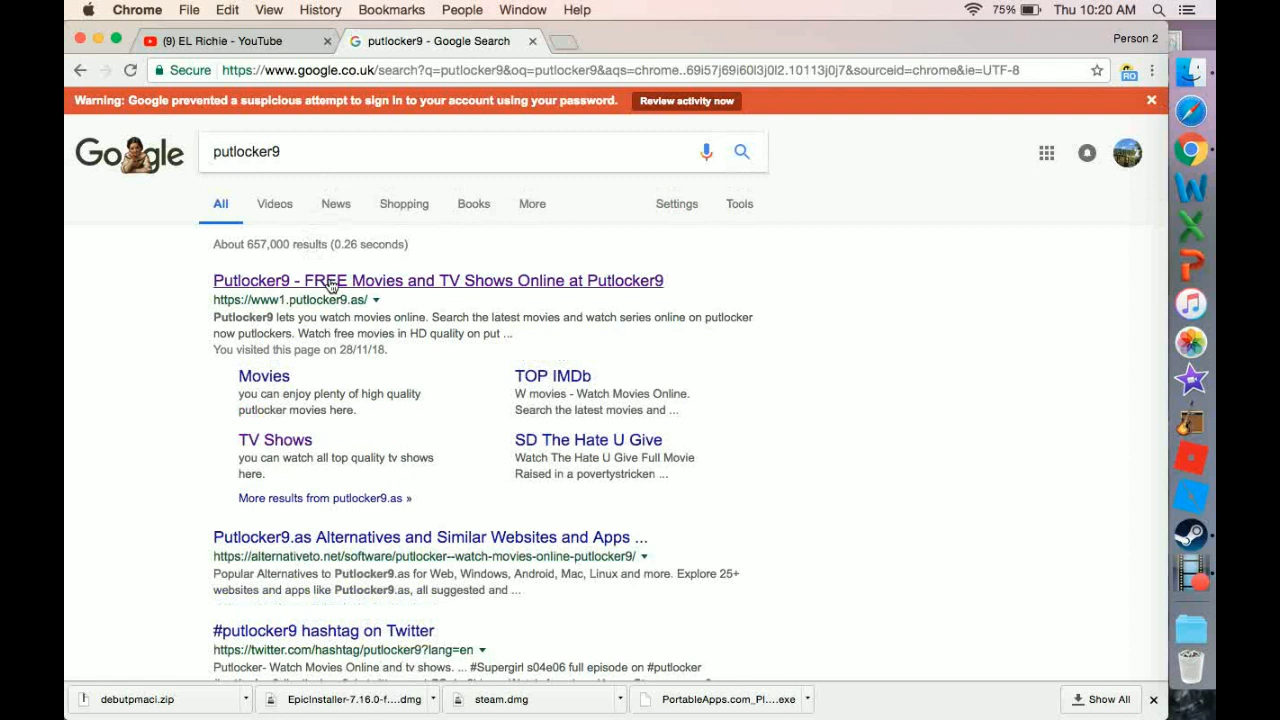 Chrome File Edit View History Bookmarks People Window Help 75% Thu 10:20 AM
(9) EL Richie - YouTube putlocker9 - Google Search Person 2
Secure https://www.google.co.uk/search?q=putlocker9&oq=putlocker9&aqs=chrome..69i57j69i60l3j0l2.10113j0j7&sourceid=chrome&ie=UTF-8 RO
Warning: Google prevented a suspicious attempt to sign in to your account using your password. Review activity now
Google putlocker9
All Videos News Shopping Books More Settings Tools
About 657,000 results (0.26 seconds)
Putlocker9 - FREE Movies and TV Shows Online at Putlocker9
https://www1.putlocker9.as/
Putlocker9 lets you watch movies online. Search the latest movies and watch series online on putlocker
now putlockers. Watch free movies in HD quality on put ...
You visited this page on 28/11/18.
Movies
you can enjoy plenty of high quality
putlocker movies here.
TOP IMDb
W movies - Watch Movies Online.
Search the latest movies and ...
TV Shows
you can watch all top quality tv shows
here.
SD The Hate U Give
Watch The Hate U Give Full Movie
Raised in a povertystricken ...
More results from putlocker9.as »
Putlocker9.as Alternatives and Similar Websites and Apps ...
https://alternativeto.net/software/putlocker--watch-movies-online-putlocker9/
Popular Alternatives to Putlocker9.as for Web, Windows, Android, Mac, Linux and more. Explore 25+
websites and apps like Putlocker9.as, all suggested and ...
#putlocker9 hashtag on Twitter
https://twitter.com/hashtag/putlocker9?lang=en
Putlocker- Watch Movies Online and tv shows. ... #Supergirl s04e06 full episode on #putlocker
debutpmaci.zip EpicInstaller-7.16.0-f....dmg steam.dmg PortableApps.com_Pl....exe Show All